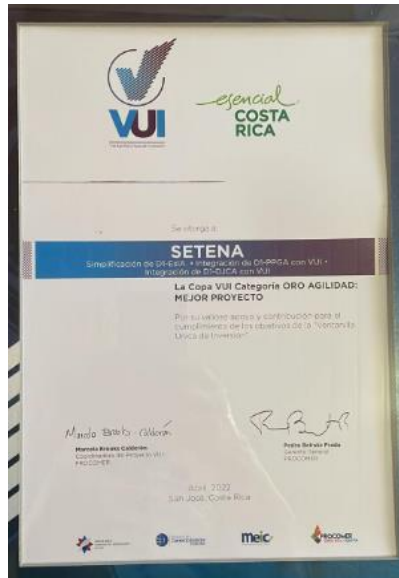 VUI
esencial
COSTA
RICA
Se otorga a:
SETENA
Simplificación de D1-EsIA • Integración de D1-PPGA con VUI •
Integración de D1-DJCA con VUI
La Copa VUI Categoría ORO AGILIDAD:
MEJOR PROYECTO
Por su valioso apoyo y contribución para el
cumplimiento de los objetivos de la "Ventanilla
Única de Inversión"
Marcela Brooks Calderón
Coordinadora de Proyecto VUI
PROCOMER
Pedro Beirute Prada
Gerente General
PROCOMER
Abril, 2022
San José, Costa Rica
meic
PROCOMER